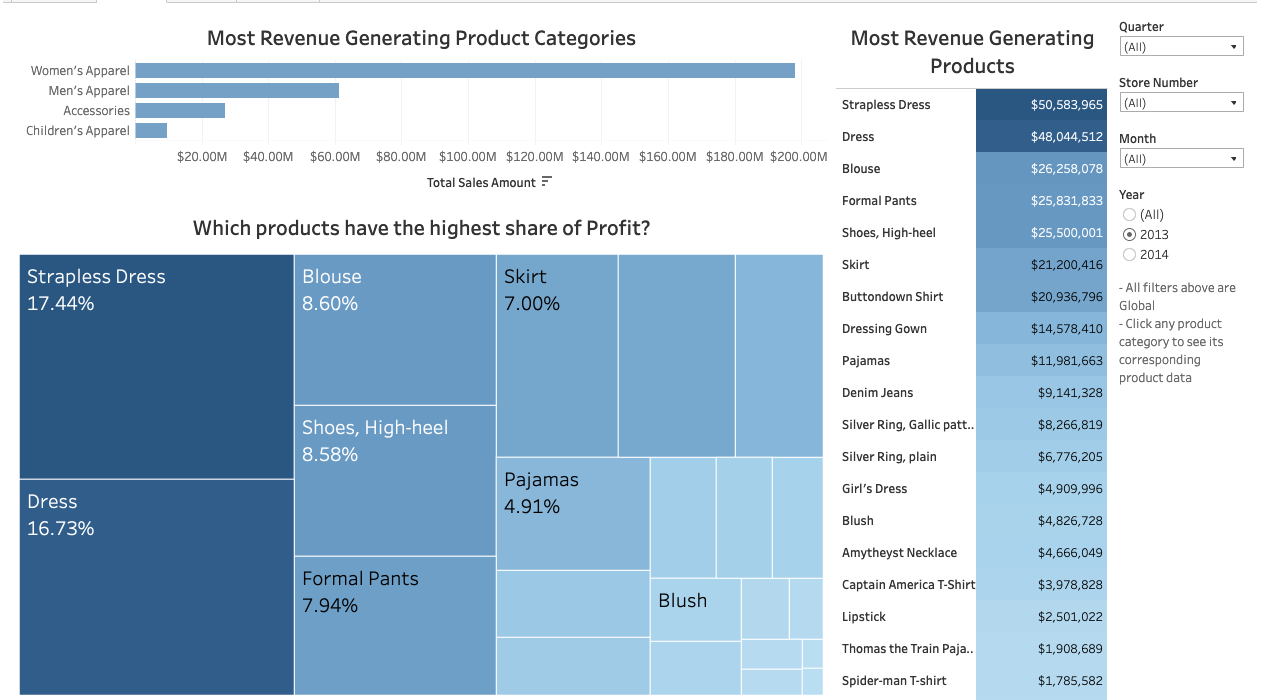 Most Revenue Generating Product Categories
Women's Apparel
Men's Apparel
Accessories
Children's Apparel
$20.00M $40.00M $60.00M $80.00M $100.00M $120.00M $140.00M $160.00M $180.00M $200.00M
Total Sales Amount
Which products have the highest share of Profit?
Strapless Dress
17.44%
Dress
16.73%
Blouse
8.60%
Shoes, High-heel
8.58%
Formal Pants
7.94%
Skirt
7.00%
Pajamas
4.91%
Blush
Most Revenue Generating
Products
Strapless Dress $50,583,965
Dress $48,044,512
Blouse $26,258,078
Formal Pants $25,831,833
Shoes, High-heel $25,500,001
Skirt $21,200,416
Buttondown Shirt $20,936,796
Dressing Gown $14,578,410
Pajamas $11,981,663
Denim Jeans $9,141,328
Silver Ring, Gallic patt.. $8,266,819
Silver Ring, plain $6,776,205
Girl's Dress $4,909,996
Blush $4,826,728
Amytheyst Necklace $4,666,049
Captain America T-Shirt $3,978,828
Lipstick $2,501,022
Thomas the Train Paja.. $1,908,689
Spider-man T-shirt $1,785,582
Quarter
(All)
Store Number
(All)
Month
(All)
Year
(All)
2013
2014
- All filters above are
Global
- Click any product
category to see its
corresponding
product data